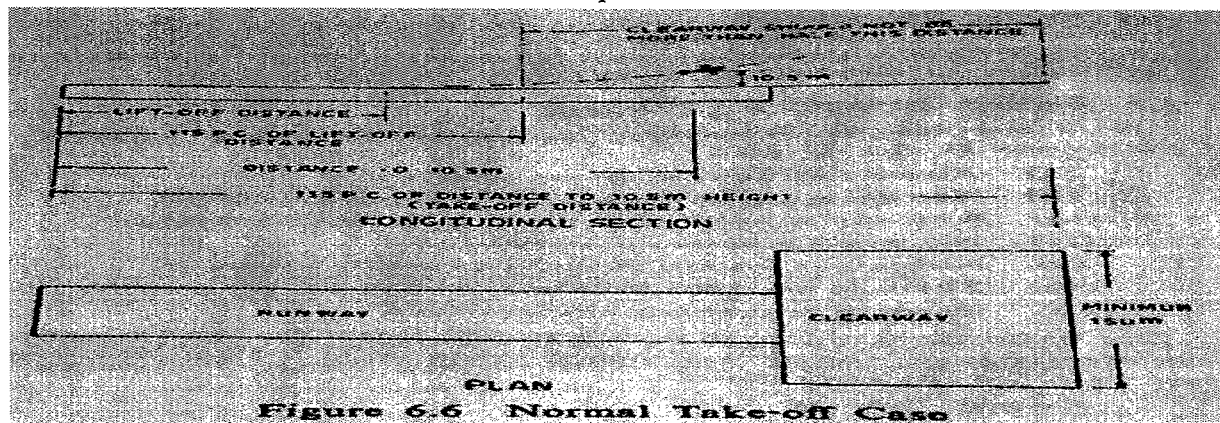 CLEARWAY SHOULD NOT BE
MORE THAN HALF THIS DISTANCE
10.5 m
LIFT-OFF DISTANCE
115 P.C. OF LIFT-OFF
DISTANCE
DISTANCE TO 10.5m
115 P.C. OF DISTANCE TO 10.5m HEIGHT
(TAKE-OFF DISTANCE)
LONGITUDINAL SECTION
RUNWAY
CLEARWAY
MINIMUM
150m
PLAN
Figure 6.6 Normal Take-off Case